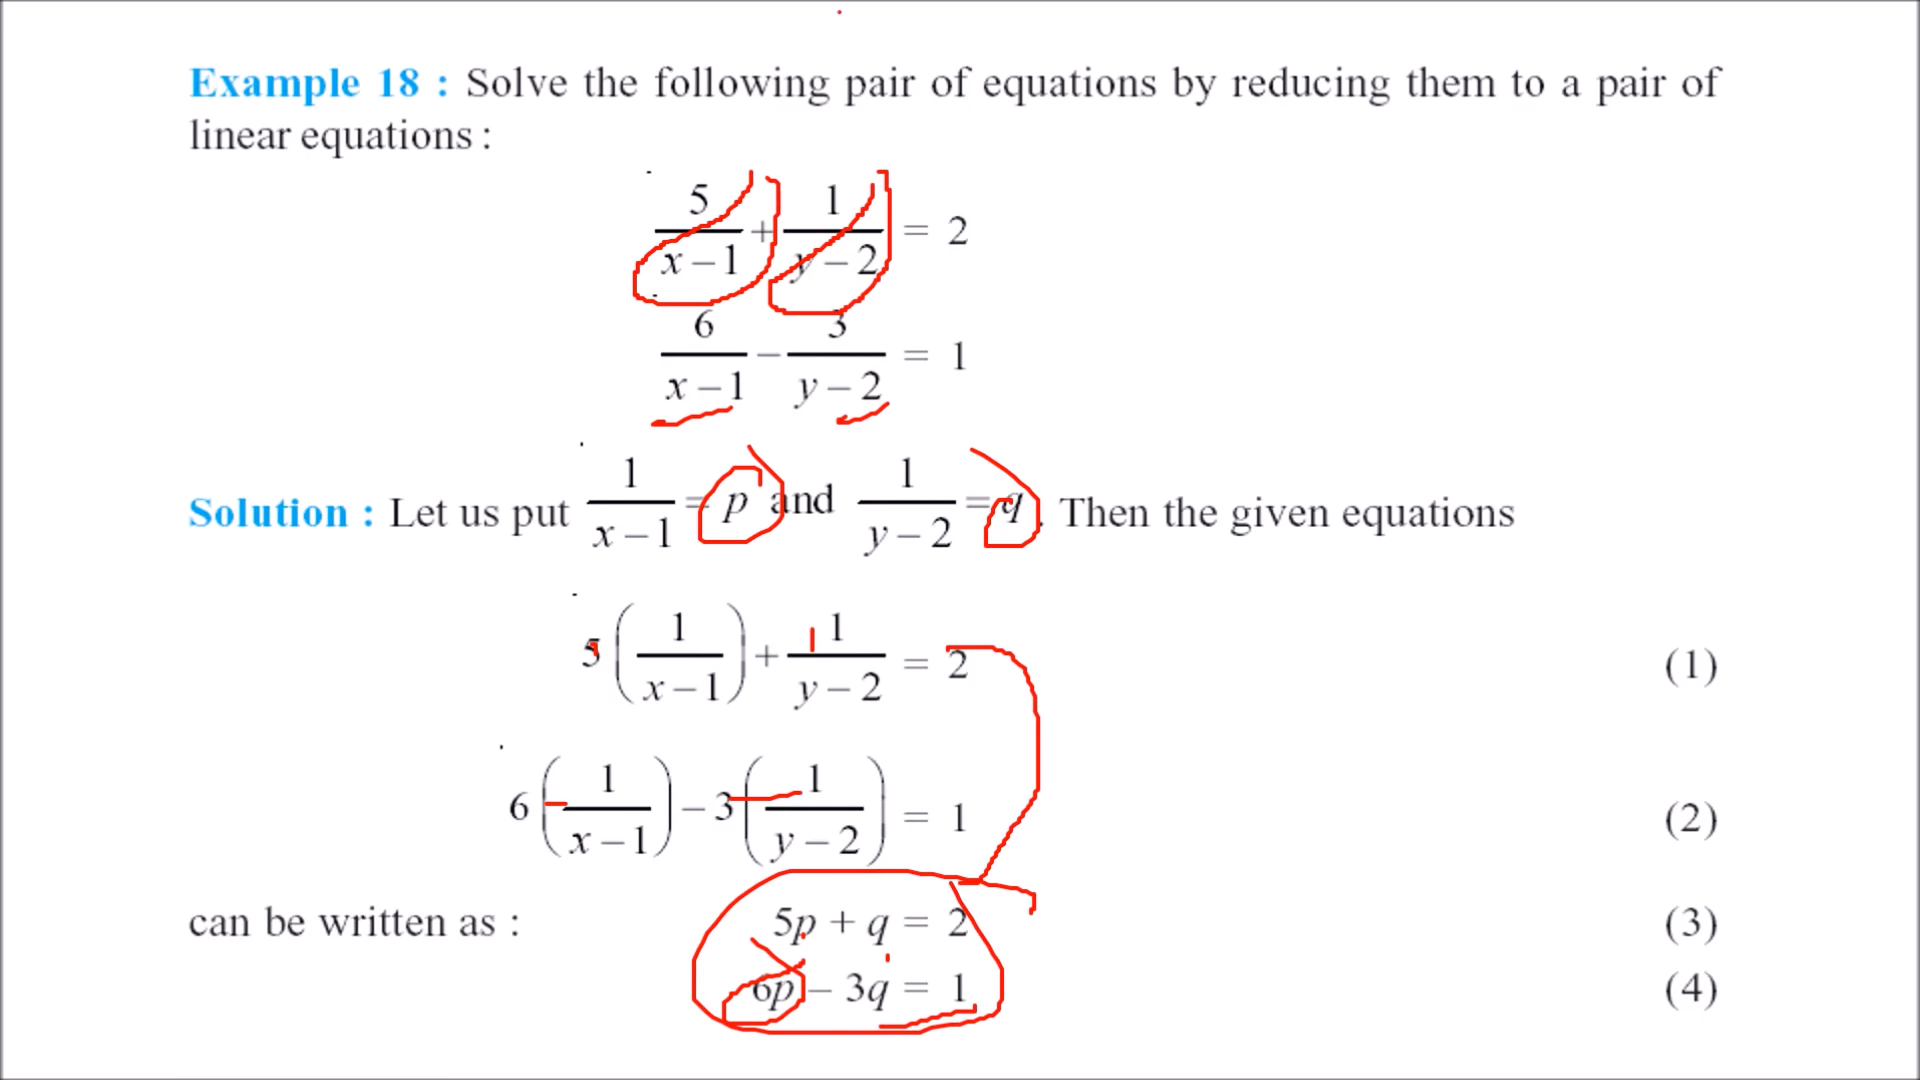 Example 18 : Solve the following pair of equations by reducing them to a pair of
linear equations :
5/(x – 1) + 1/(y – 2) = 2
6/(x – 1) – 3/(y – 2) = 1
Solution : Let us put 1/(x – 1) = p and 1/(y – 2) = q. Then the given equations
5(1/(x – 1)) + 1/(y – 2) = 2 (1)
6(1/(x – 1)) – 3(1/(y – 2)) = 1 (2)
can be written as : 5p + q = 2 (3)
6p – 3q = 1 (4)